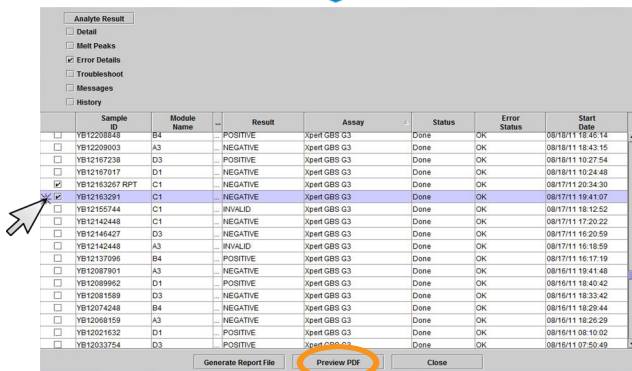 Analyte Result
Detail
Melt Peaks
Error Details
Troubleshoot
Messages
History
Sample ID Module Name ... Result Assay Status Error Status Start Date
YB12208848 B4 ... POSITIVE Xpert GBS G3 Done OK 08/18/11 18:46:14
YB12209003 A3 ... NEGATIVE Xpert GBS G3 Done OK 08/18/11 18:43:15
YB12167238 D3 ... POSITIVE Xpert GBS G3 Done OK 08/18/11 10:27:54
YB12167017 D1 ... NEGATIVE Xpert GBS G3 Done OK 08/18/11 10:24:48
YB12163267 RPT C1 ... NEGATIVE Xpert GBS G3 Done OK 08/17/11 20:34:30
YB12163291 C1 ... NEGATIVE Xpert GBS G3 Done OK 08/17/11 19:41:07
YB12155744 C1 ... INVALID Xpert GBS G3 Done OK 08/17/11 18:12:52
YB12142448 C1 ... NEGATIVE Xpert GBS G3 Done OK 08/17/11 17:20:22
YB12146427 D3 ... NEGATIVE Xpert GBS G3 Done OK 08/17/11 16:20:59
YB12142448 A3 ... INVALID Xpert GBS G3 Done OK 08/17/11 16:18:59
YB12137096 B4 ... POSITIVE Xpert GBS G3 Done OK 08/17/11 16:17:19
YB12087901 A3 ... NEGATIVE Xpert GBS G3 Done OK 08/16/11 19:41:48
YB12089962 D1 ... POSITIVE Xpert GBS G3 Done OK 08/16/11 18:40:42
YB12081589 D3 ... NEGATIVE Xpert GBS G3 Done OK 08/16/11 18:33:42
YB12074248 B4 ... NEGATIVE Xpert GBS G3 Done OK 08/16/11 18:29:44
YB12068159 A3 ... NEGATIVE Xpert GBS G3 Done OK 08/16/11 18:26:29
YB12021632 D1 ... POSITIVE Xpert GBS G3 Done OK 08/16/11 08:10:02
YB12033754 D3 ... POSITIVE Xpert GBS G3 Done OK 08/16/11 07:50:49
Generate Report File Preview PDF Close